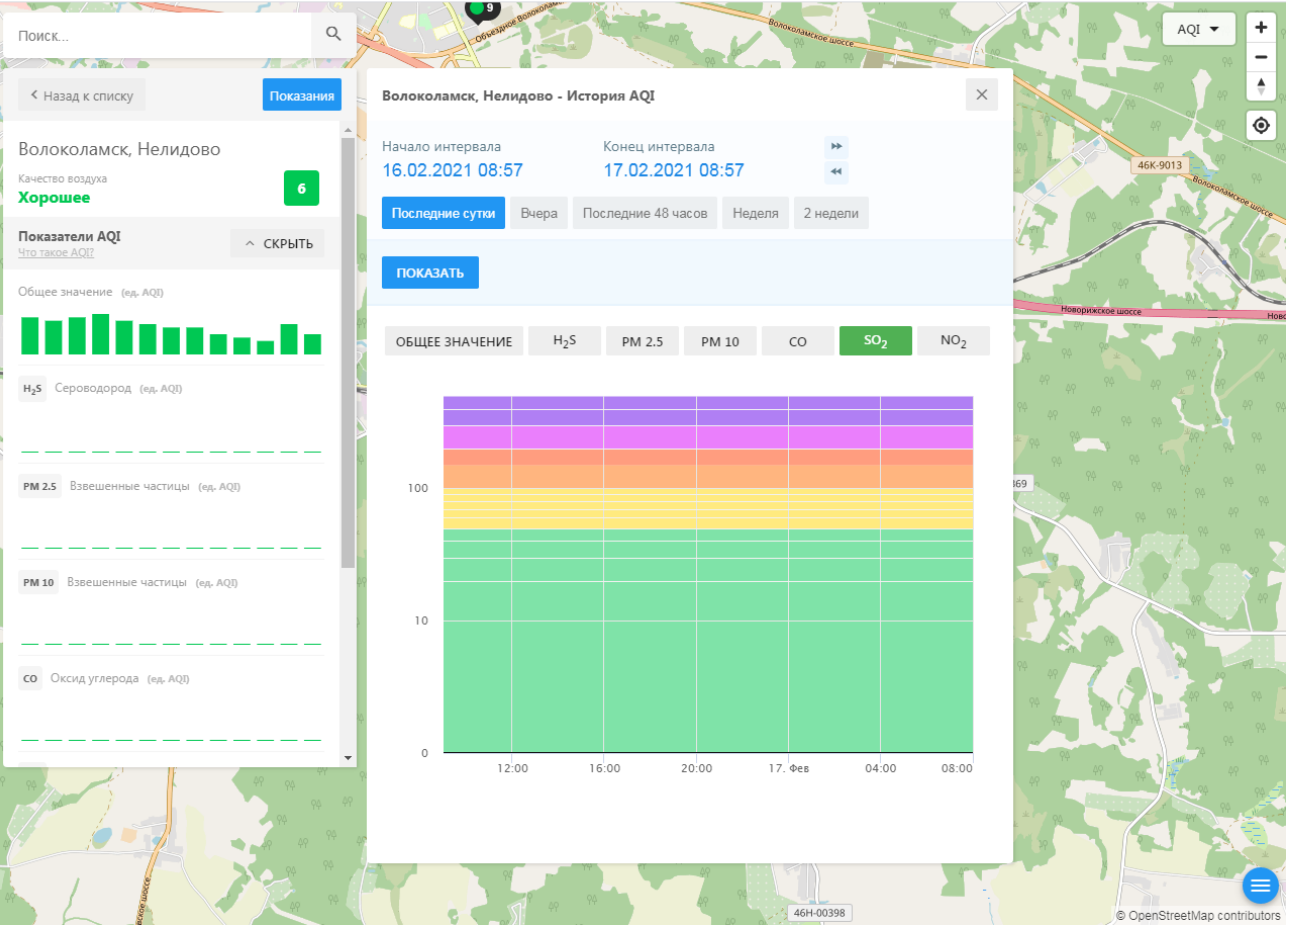 Поиск...
AQI
Назад к списку
Показания
Волоколамск, Нелидово
Качество воздуха
Хорошее
6
Показатели AQI
Что такое AQI?
СКРЫТЬ
Общее значение (ед. AQI)
H₂S Сероводород (ед. AQI)
PM 2.5 Взвешенные частицы (ед. AQI)
PM 10 Взвешенные частицы (ед. AQI)
CO Оксид углерода (ед. AQI)
9
Объездное Волоколамско
Волоколамское шоссе
Волоколамск, Нелидово - История AQI
Начало интервала
Конец интервала
16.02.2021 08:57
17.02.2021 08:57
Последние сутки
Вчера
Последние 48 часов
Неделя
2 недели
ПОКАЗАТЬ
ОБЩЕЕ ЗНАЧЕНИЕ
H₂S
PM 2.5
PM 10
CO
SO₂
NO₂
100
10
0
12:00
16:00
20:00
17. Фев
04:00
08:00
46К-9013
Волоколамское шоссе
Новорижское шоссе
Ново
369
46Н-00398
© OpenStreetMap contributors